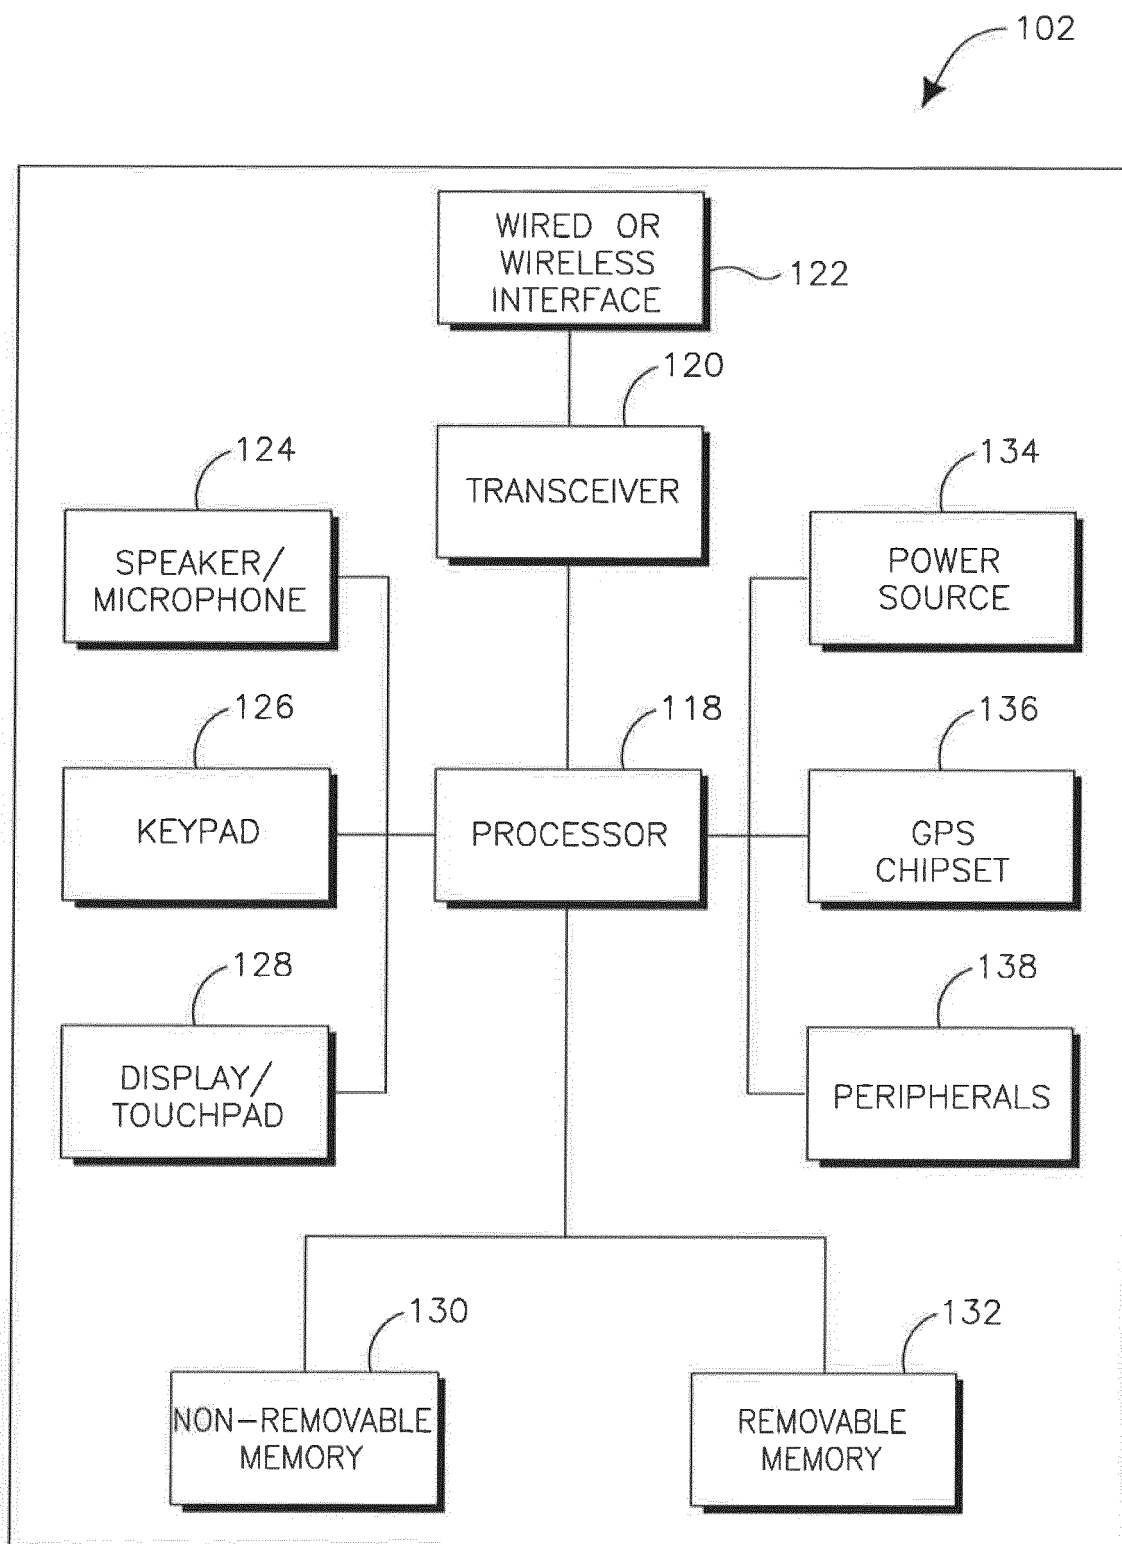 102
WIRED OR
WIRELESS
INTERFACE
122
120
TRANSCEIVER
124
SPEAKER/
MICROPHONE
134
POWER
SOURCE
126
KEYPAD
118
PROCESSOR
136
GPS
CHIPSET
128
DISPLAY/
TOUCHPAD
138
PERIPHERALS
130
NON-REMOVABLE
MEMORY
132
REMOVABLE
MEMORY